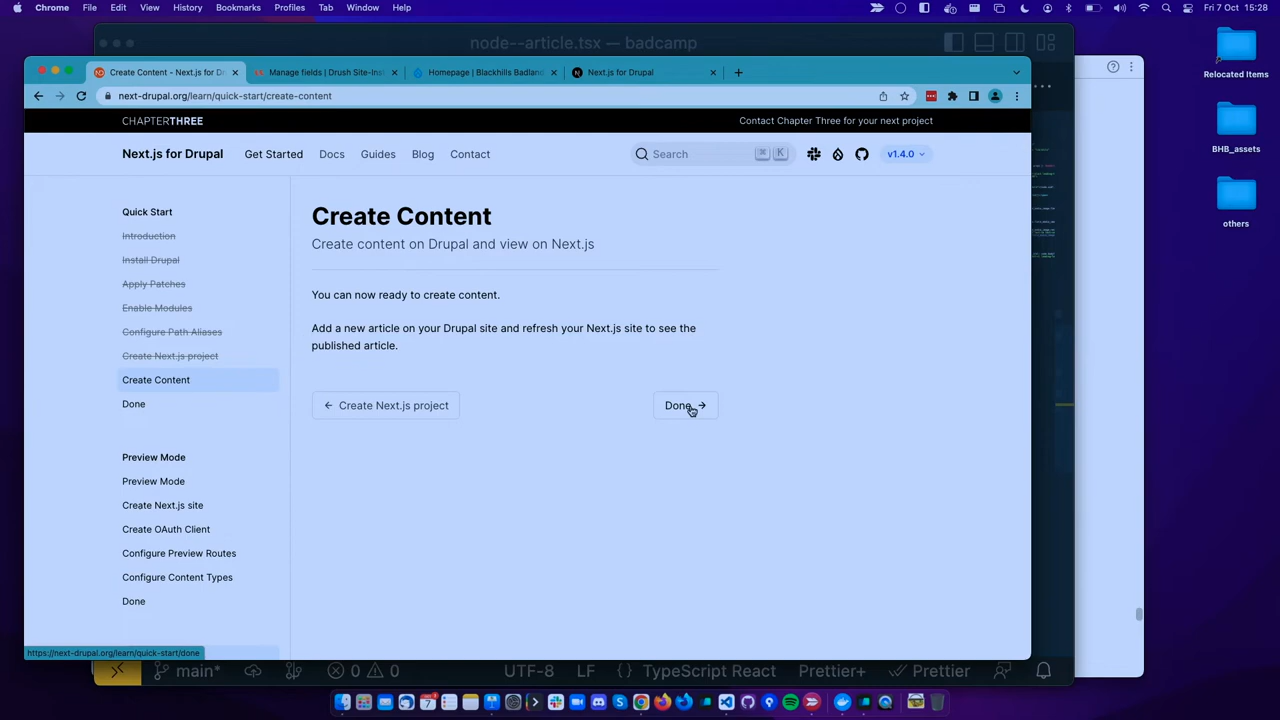 Chrome File Edit View History Bookmarks Profiles Tab Window Help Fri 7 Oct 15:28
node--article.tsx — badcamp
Create Content - Next.js for D
Manage fields | Drush Site-Inst
Homepage | Blackhills Badland
Next.js for Drupal
next-drupal.org/learn/quick-start/create-content
CHAPTERTHREE
Contact Chapter Three for your next project
Next.js for Drupal
Get Started
Docs
Guides
Blog
Contact
Search
⌘ K
v1.4.0
Quick Start
Introduction
Install Drupal
Apply Patches
Enable Modules
Configure Path Aliases
Create Next.js project
Create Content
Done
Preview Mode
Preview Mode
Create Next.js site
Create OAuth Client
Configure Preview Routes
Configure Content Types
Done
Create Content
Create content on Drupal and view on Next.js
You can now ready to create content.
Add a new article on your Drupal site and refresh your Next.js site to see the
published article.
← Create Next.js project
Done →
https://next-drupal.org/learn/quick-start/done
main*
0
0
UTF-8
LF
{ }
TypeScript React
Prettier+
Prettier
Relocated Items
BHB_assets
others